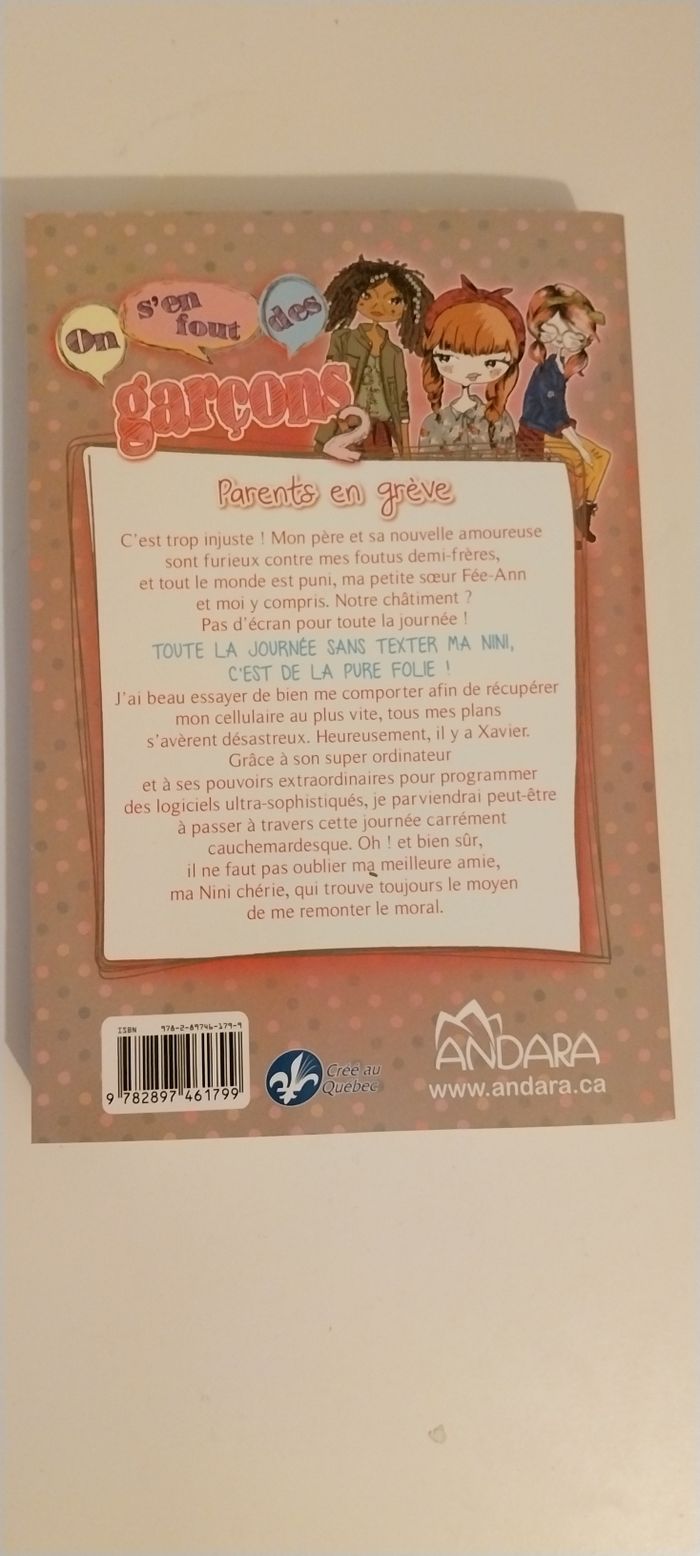 On s'en fout des
garçons 2
Parents en grève
C'est trop injuste ! Mon père et sa nouvelle amoureuse
sont furieux contre mes foutus demi-frères,
et tout le monde est puni, ma petite sœur Fée-Ann
et moi y compris. Notre châtiment ?
Pas d'écran pour toute la journée !
TOUTE LA JOURNÉE SANS TEXTER MA NINI,
C'EST DE LA PURE FOLIE !
J'ai beau essayer de bien me comporter afin de récupérer
mon cellulaire au plus vite, tous mes plans
s'avèrent désastreux. Heureusement, il y a Xavier.
Grâce à son super ordinateur
et à ses pouvoirs extraordinaires pour programmer
des logiciels ultra-sophistiqués, je parviendrai peut-être
à passer à travers cette journée carrément
cauchemardesque. Oh ! et bien sûr,
il ne faut pas oublier ma meilleure amie,
ma Nini chérie, qui trouve toujours le moyen
de me remonter le moral.
ISBN 978-2-89746-179-9
9 782897 461799
Créé au
Québec
ANDARA
www.andara.ca